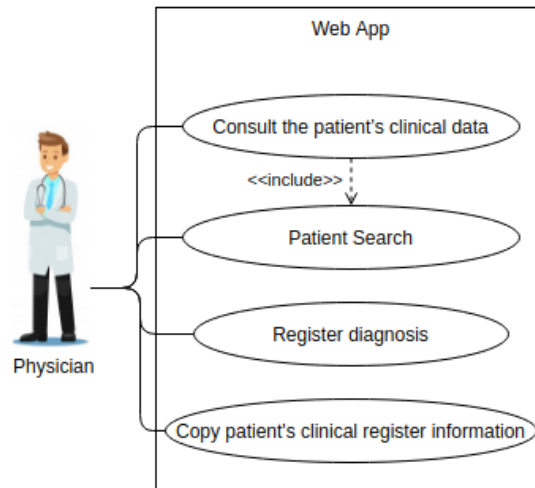 Web App
Consult the patient's clinical data
<<include>>
Patient Search
Register diagnosis
Physician
Copy patient's clinical register information